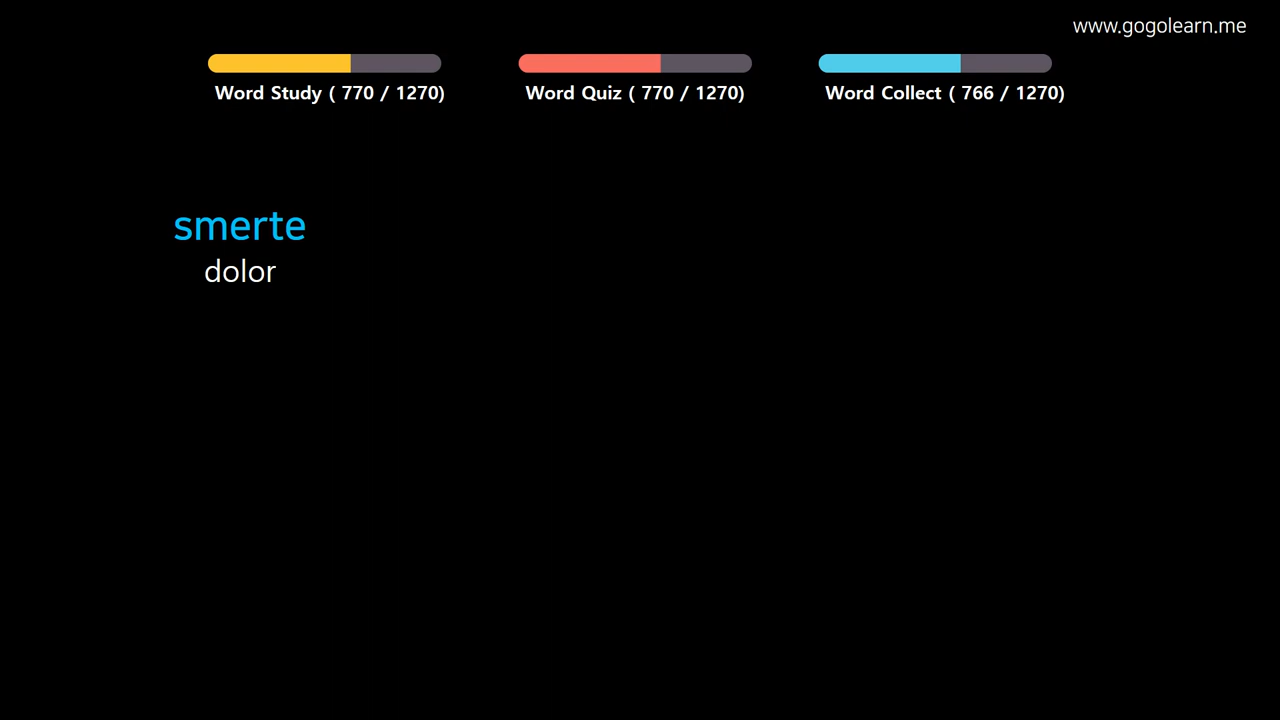 www.gogolearn.me
Word Study ( 770 / 1270)
Word Quiz ( 770 / 1270)
Word Collect ( 766 / 1270)
smerte
dolor